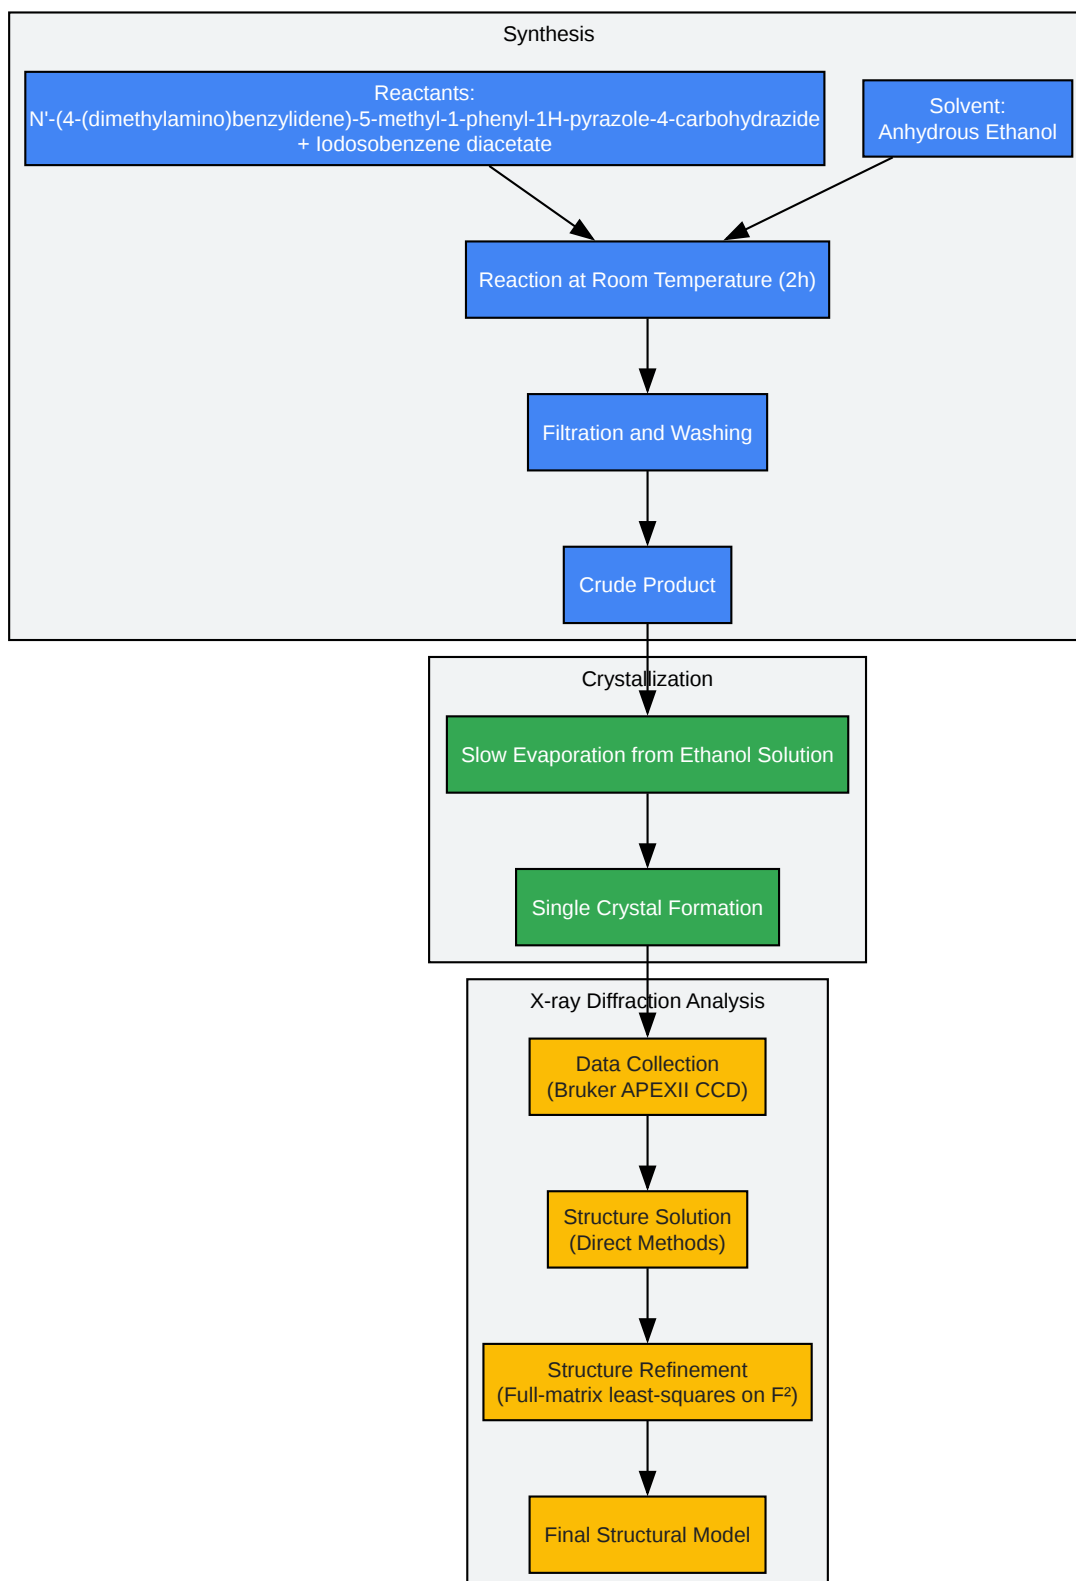 Synthesis
Reactants:
N'-(4-(dimethylamino)benzylidene)-5-methyl-1-phenyl-1H-pyrazole-4-carbohydrazide
+ Iodosobenzene diacetate
Solvent:
Anhydrous Ethanol
Reaction at Room Temperature (2h)
Filtration and Washing
Crude Product
Crystallization
Slow Evaporation from Ethanol Solution
Single Crystal Formation
X-ray Diffraction Analysis
Data Collection
(Bruker APEXII CCD)
Structure Solution
(Direct Methods)
Structure Refinement
(Full-matrix least-squares on F²)
Final Structural Model